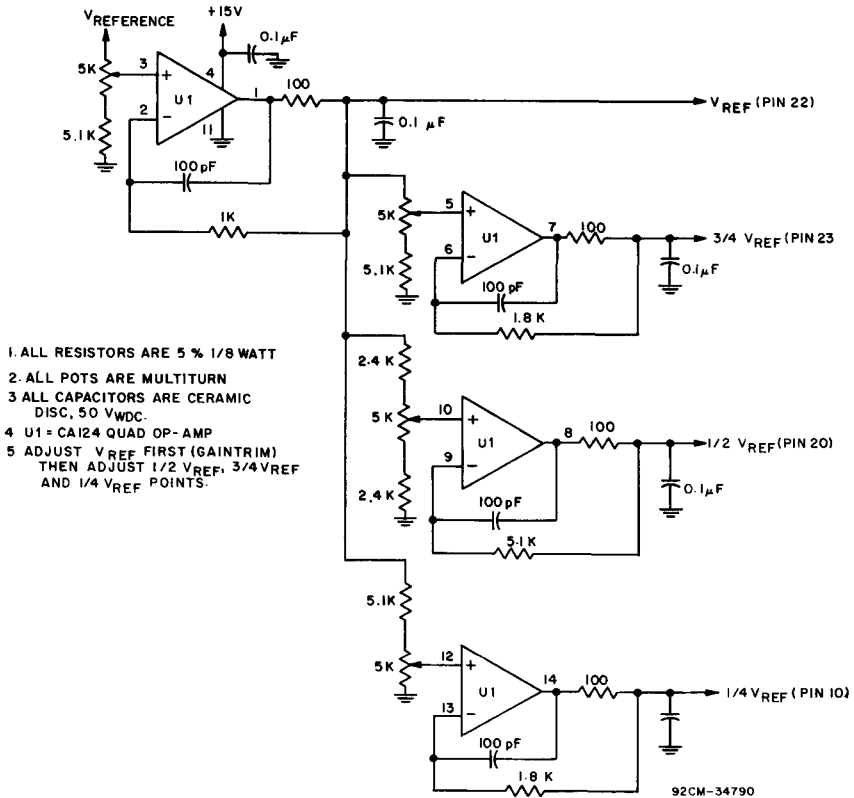 VREFERENCE
+15V
0.1µF
5K
3
+
4
1
100
U1
2
−
11
5.1K
100 pF
1K
0.1 µF
VREF (PIN 22)
5K
5
+
7
100
U1
6
−
3/4 VREF (PIN 23
5.1K
100 pF
0.1µF
1.8 K
1. ALL RESISTORS ARE 5 % 1/8 WATT
2. ALL POTS ARE MULTITURN
3 ALL CAPACITORS ARE CERAMIC
DISC, 50 VWDC.
4 U1 = CA124 QUAD OP-AMP
5 ADJUST VREF FIRST (GAINTRIM)
THEN ADJUST 1/2 VREF, 3/4 VREF
AND 1/4 VREF POINTS.
2.4K
5K
10
+
8
100
U1
9
−
1/2 VREF (PIN 20)
2.4K
100 pF
0.1µF
5.1 K
5.1K
5K
12
+
14
100
U1
13
−
1/4 VREF (PIN 10)
100 pF
1.8 K
92CM-34790